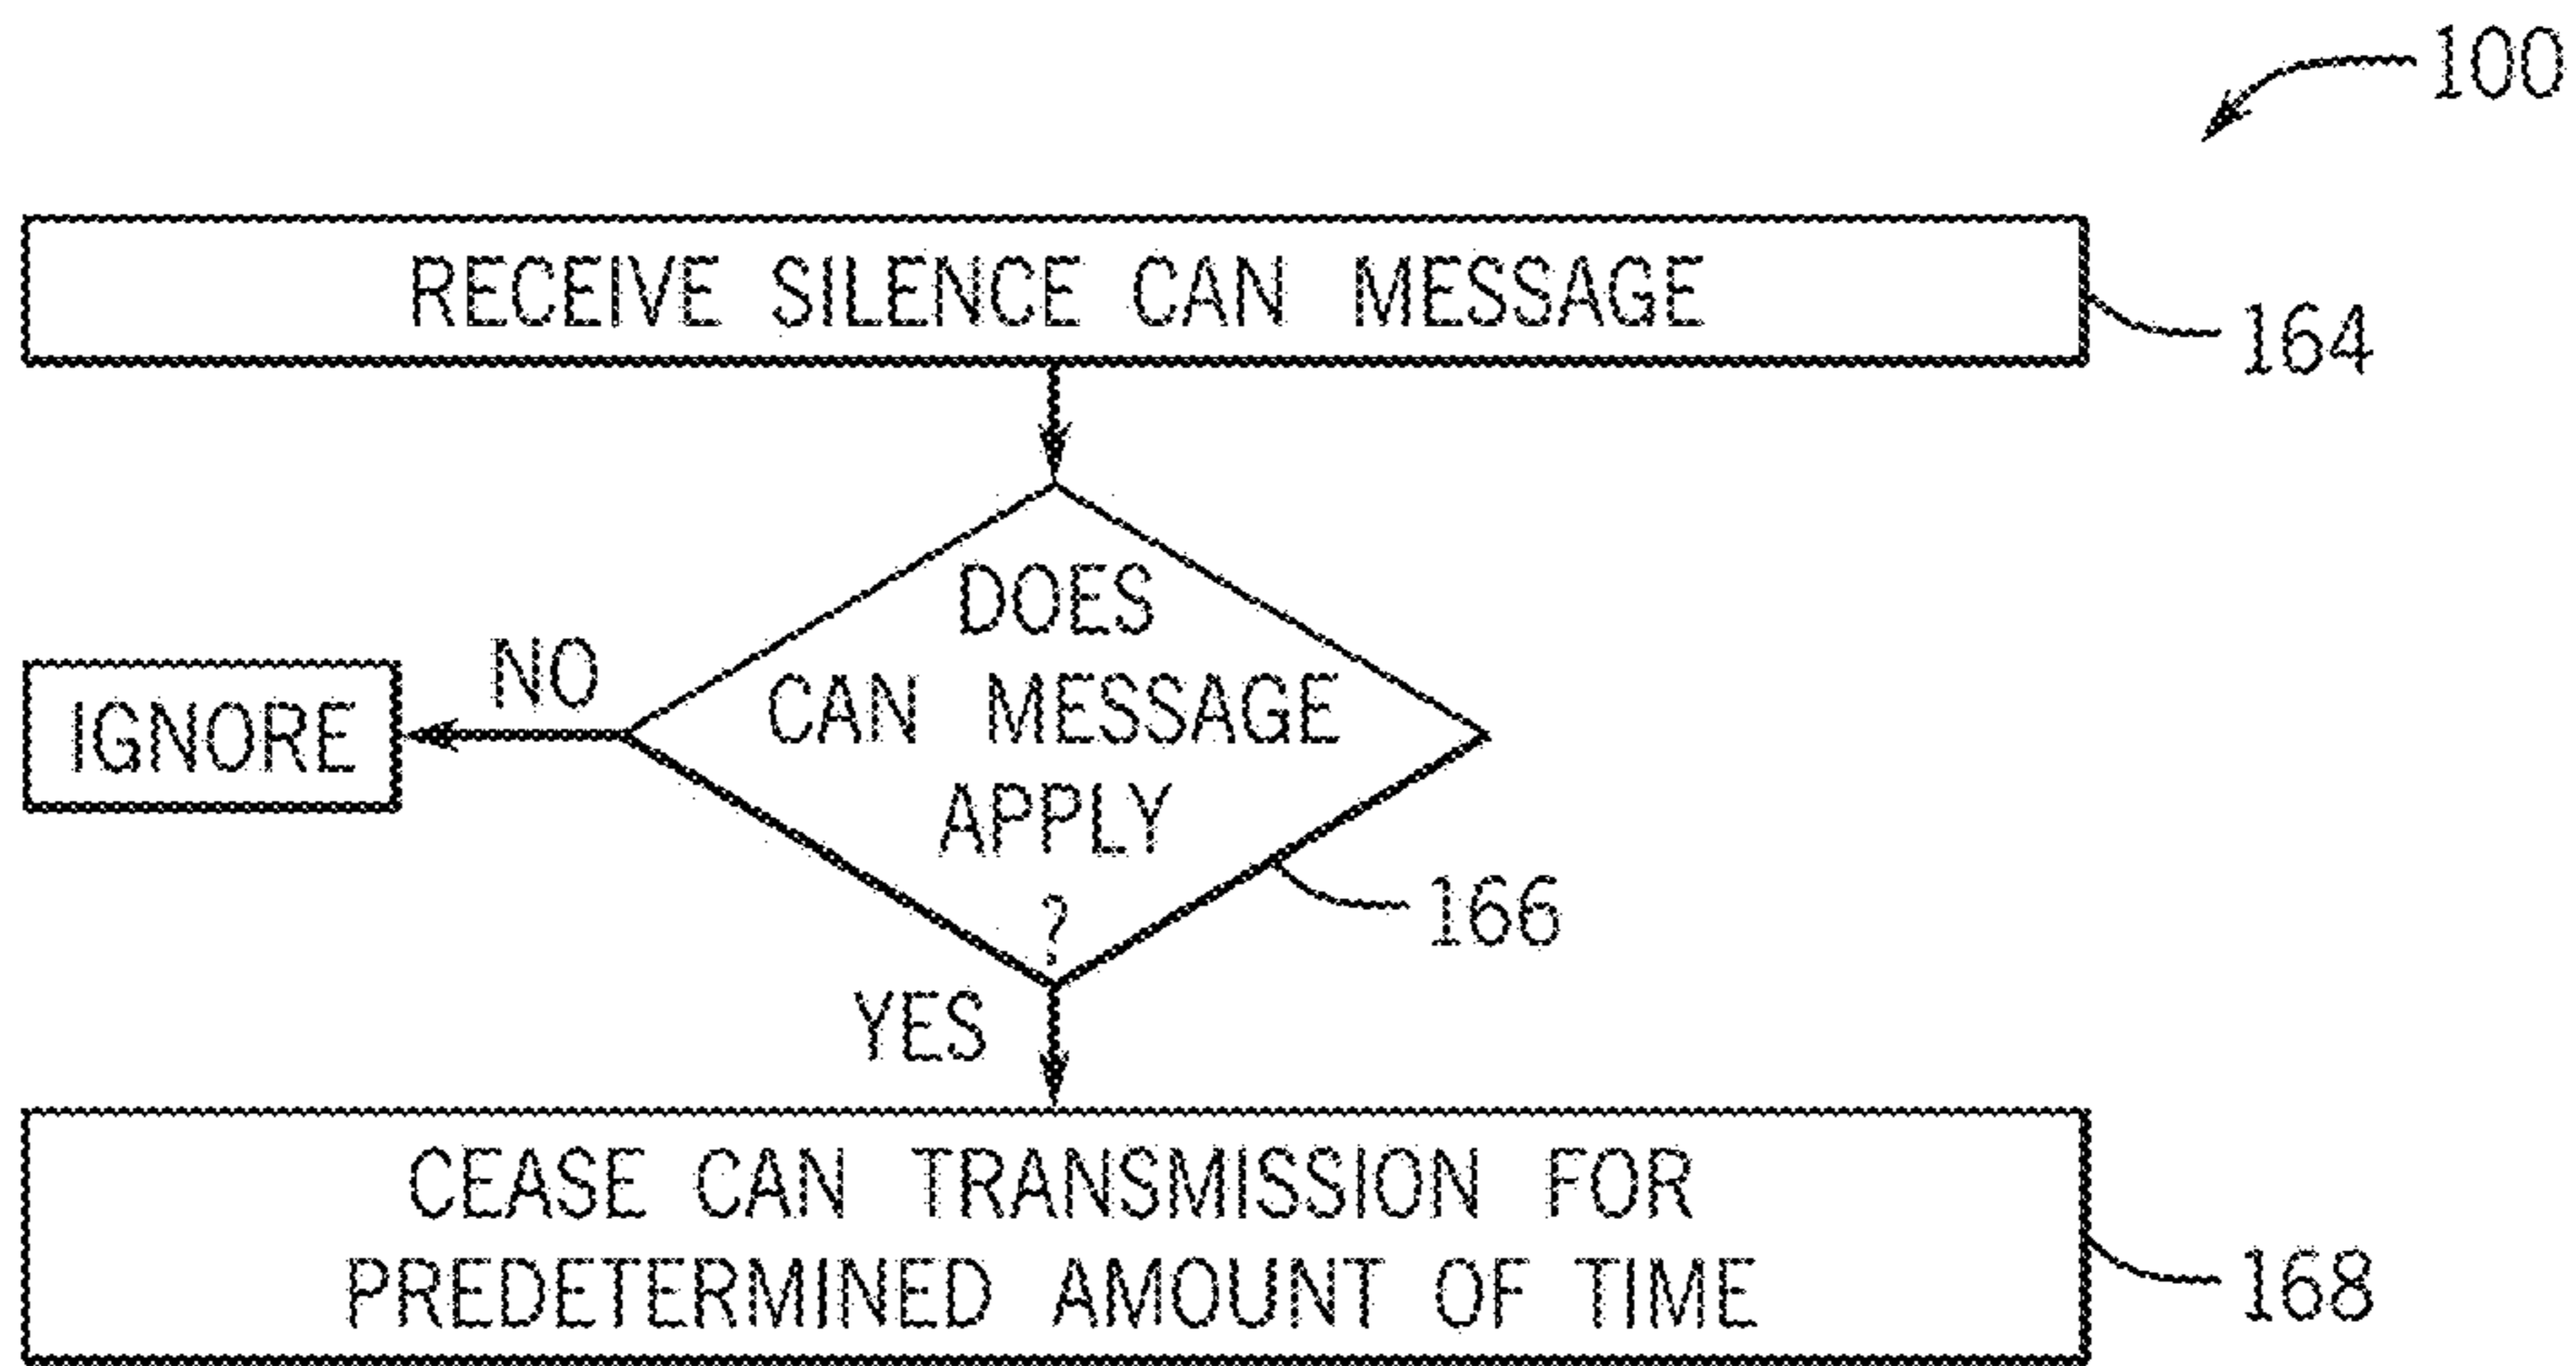 100
RECEIVE SILENCE CAN MESSAGE
164
DOES
CAN MESSAGE
APPLY
?
NO
IGNORE
166
YES
CEASE CAN TRANSMISSION FOR
PREDETERMINED AMOUNT OF TIME
168